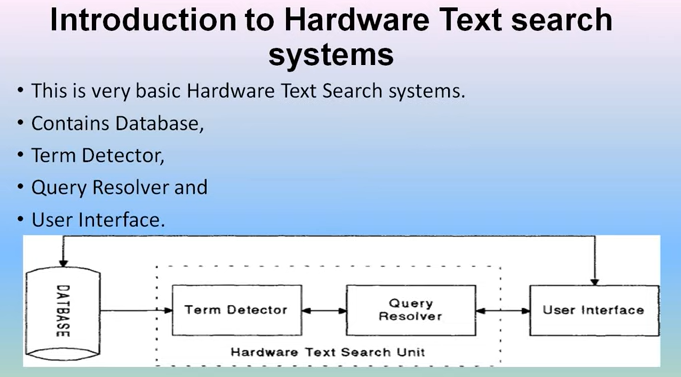 Introduction to Hardware Text search
systems
• This is very basic Hardware Text Search systems.
• Contains Database,
• Term Detector,
• Query Resolver and
• User Interface.
DATBASE
Term Detector
Query
Resolver
User Interface
Hardware Text Search Unit